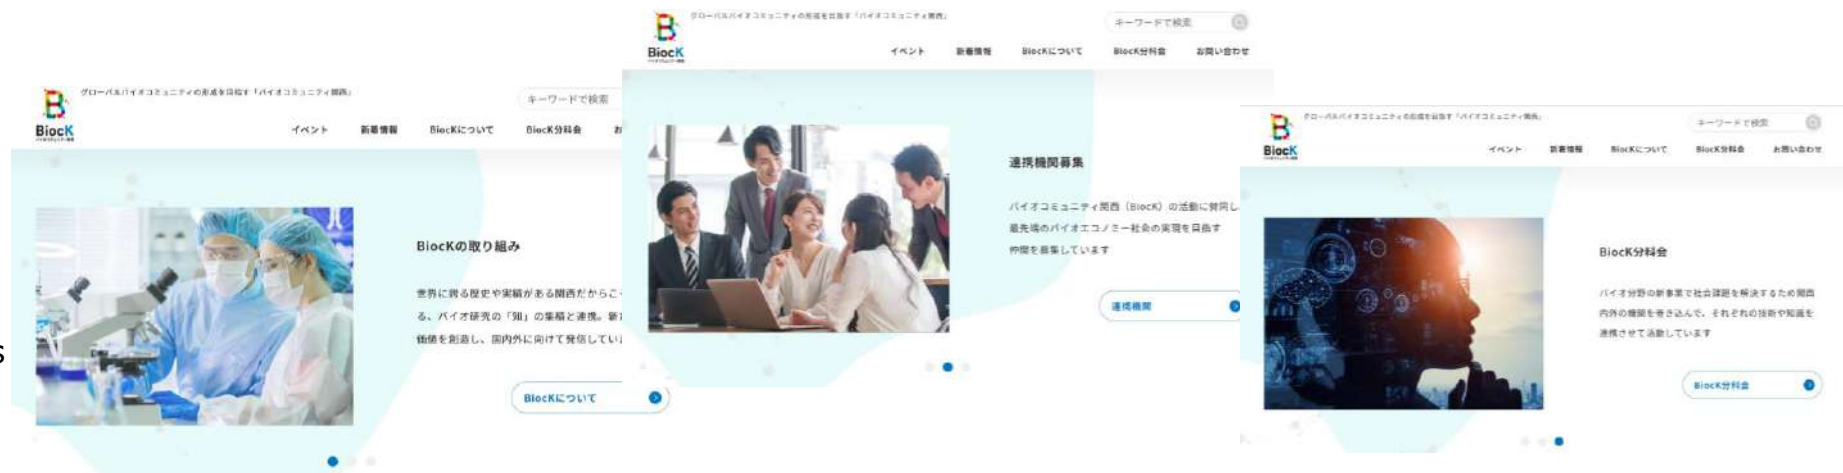 BiocK
グローバルバイオコミュニティの形成を目指す「バイオコミュニティ関西」
キーワードで検索
イベント 新着情報 BiocKについて BiocK分科会 お
BiocKの取り組み
世界に誇る歴史や実績がある関西だからこ
る、バイオ研究の「知」の集積と連携。新た
価値を創造し、国内外に向けて発信してい
BiocKについて
S
BiocK
バイオコミュニティ関西
グローバルバイオコミュニティの形成を目指す「バイオコミュニティ関西」
キーワードで検索
イベント 新着情報 BiocKについて BiocK分科会 お問い合わせ
連携機関募集
バイオコミュニティ関西（BiocK）の活動に賛同し、
最先端のバイオエコノミー社会の実現を目指す
仲間を募集しています
連携機関
BiocK
グローバルバイオコミュニティの形成を目指す「バイオコミュニティ関西」
キーワードで検索
イベント 新着情報 BiocKについて BiocK分科会 お問い合わせ
BiocK分科会
バイオ分野の新事業で社会課題を解決するため関西
内外の機関を巻き込んで、それぞれの技術や知識を
連携させて活動しています
BiocK分科会